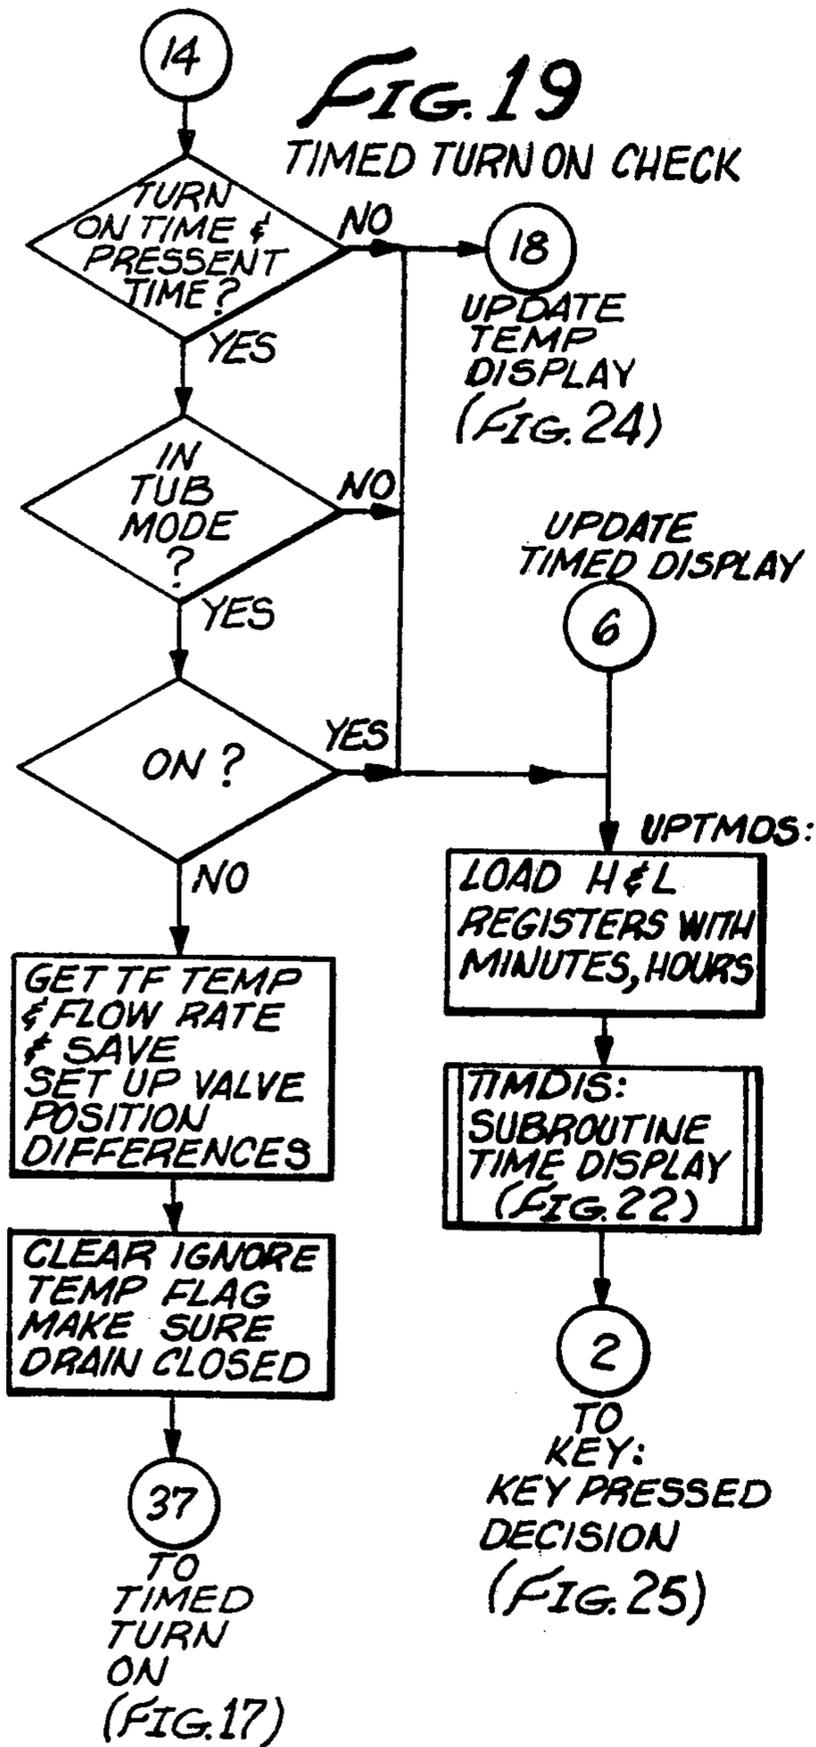 14
FIG. 19
TIMED TURN ON CHECK
TURN
ON TIME &
PRESSENT
TIME?
NO
18
UPDATE
TEMP
DISPLAY
(FIG. 24)
YES
IN
TUB
MODE
?
NO
YES
UPDATE
TIMED DISPLAY
6
ON?
YES
NO
UPTMDS:
LOAD H & L
REGISTERS WITH
MINUTES, HOURS
GET TF TEMP
& FLOW RATE
& SAVE
SET UP VALVE
POSITION
DIFFERENCES
TIMDIS:
SUBROUTINE
TIME DISPLAY
(FIG. 22)
CLEAR IGNORE
TEMP FLAG
MAKE SURE
DRAIN CLOSED
2
TO
KEY:
KEY PRESSED
DECISION
(FIG. 25)
37
TO
TIMED
TURN
ON
(FIG. 17)